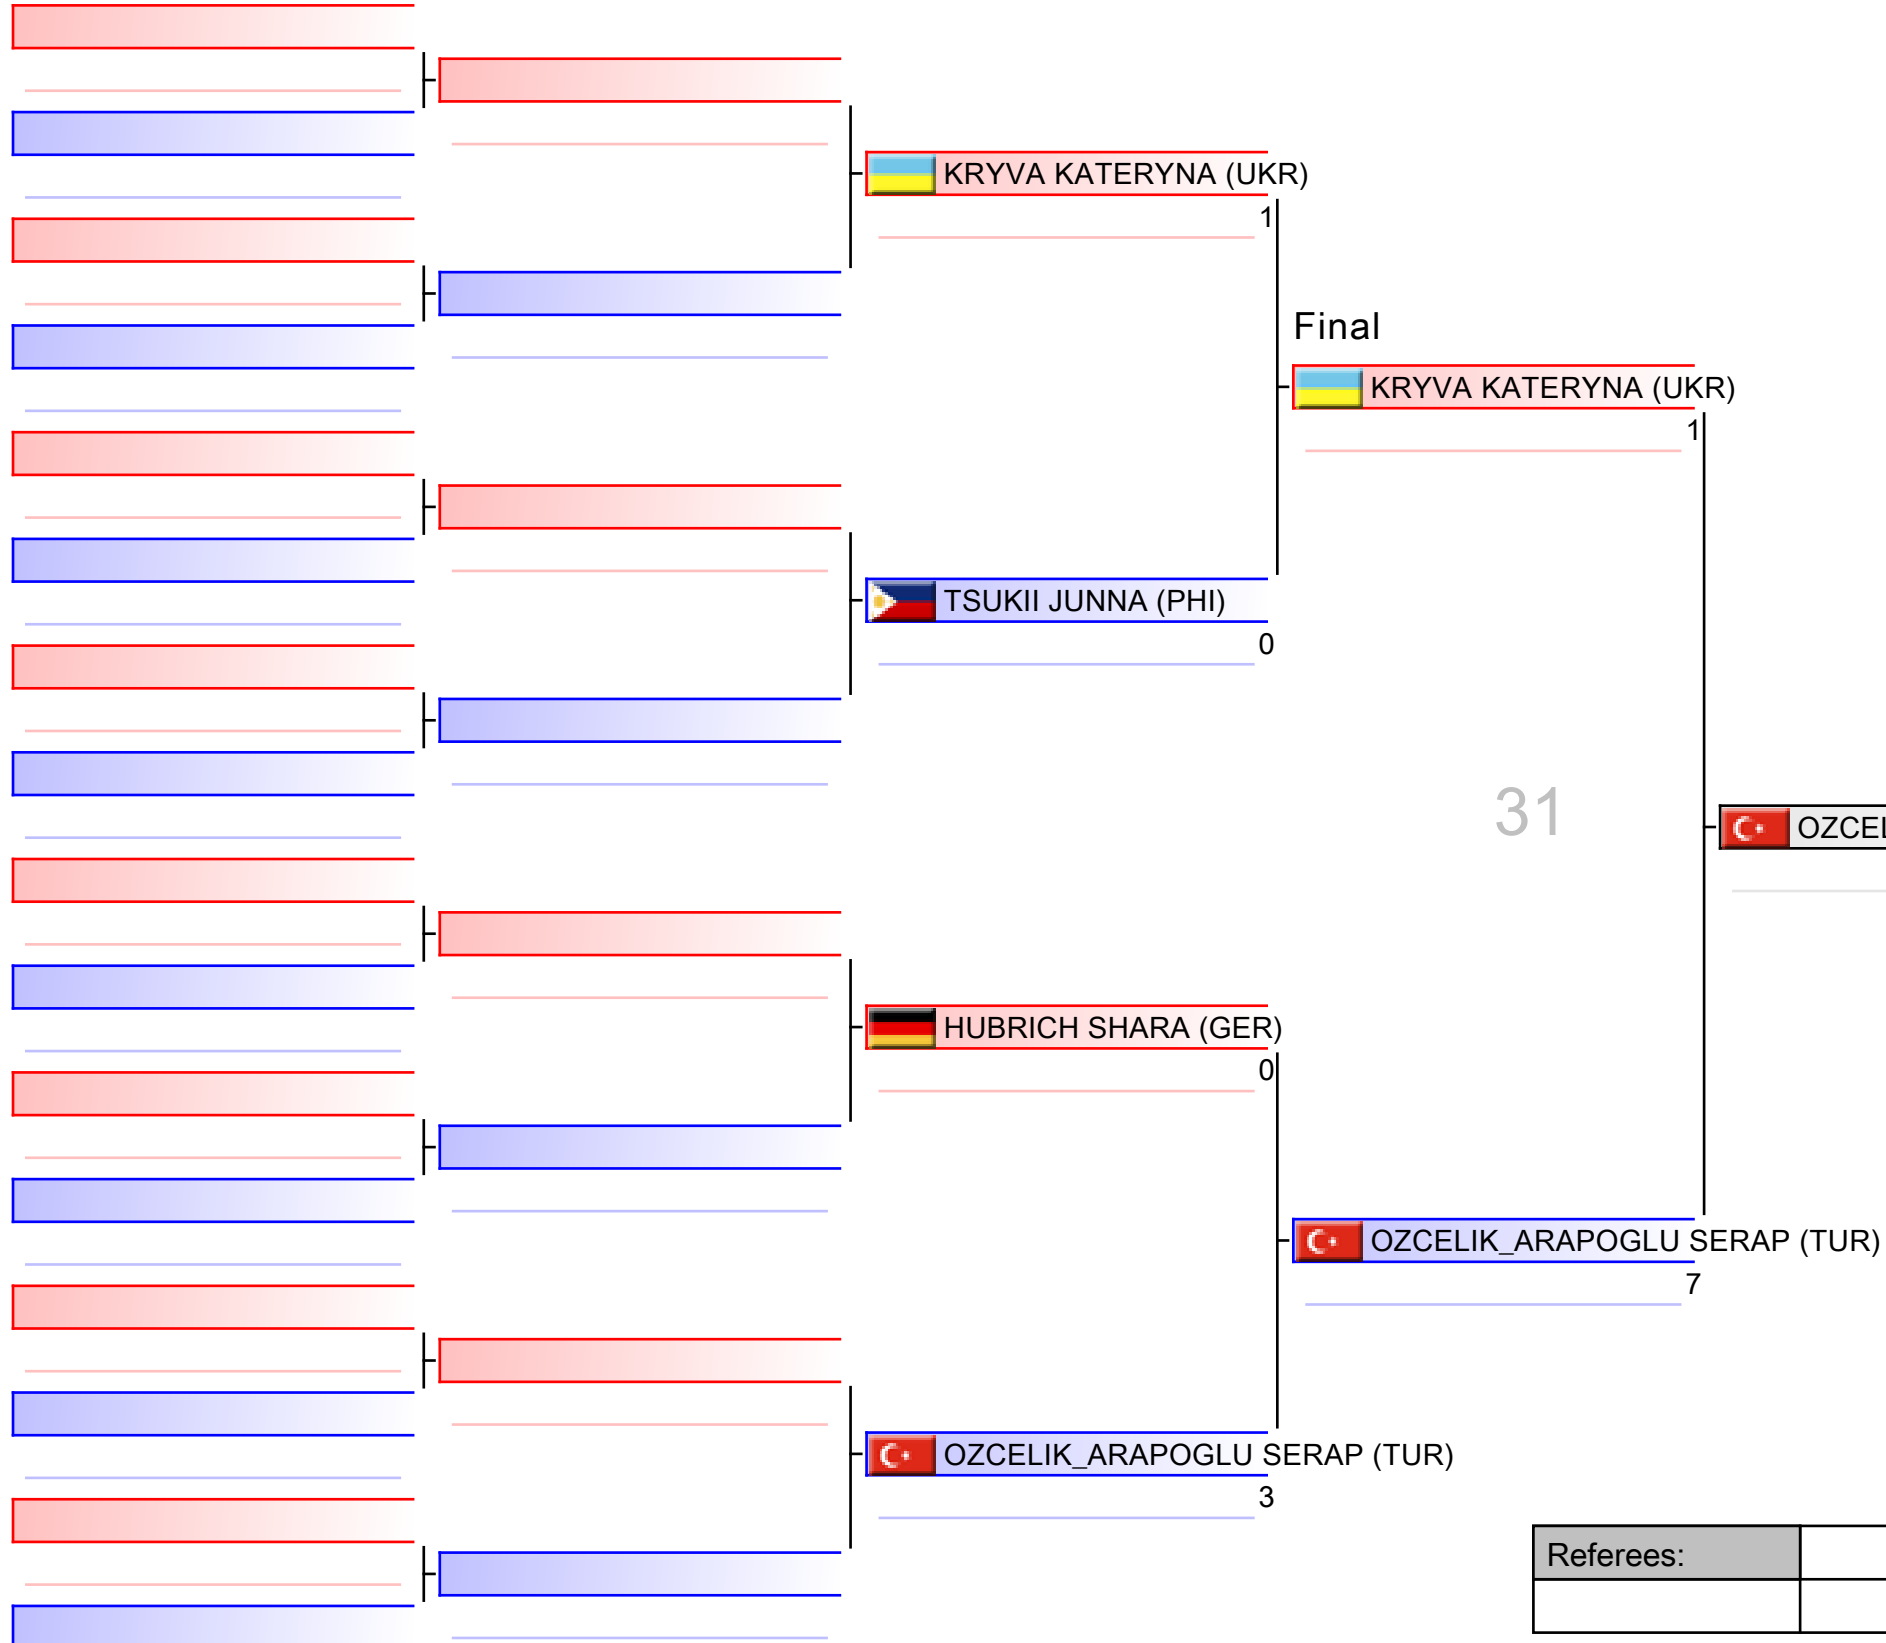 KRYVA KATERYNA (UKR)
1
Final
KRYVA KATERYNA (UKR)
1
TSUKII JUNNA (PHI)
0
31
HUBRICH SHARA (GER)
0
OZCELIK_ARAPOGLU SERAP (TUR)
7
OZCELIK_ARAPOGLU SERAP (TUR)
3
Referees: